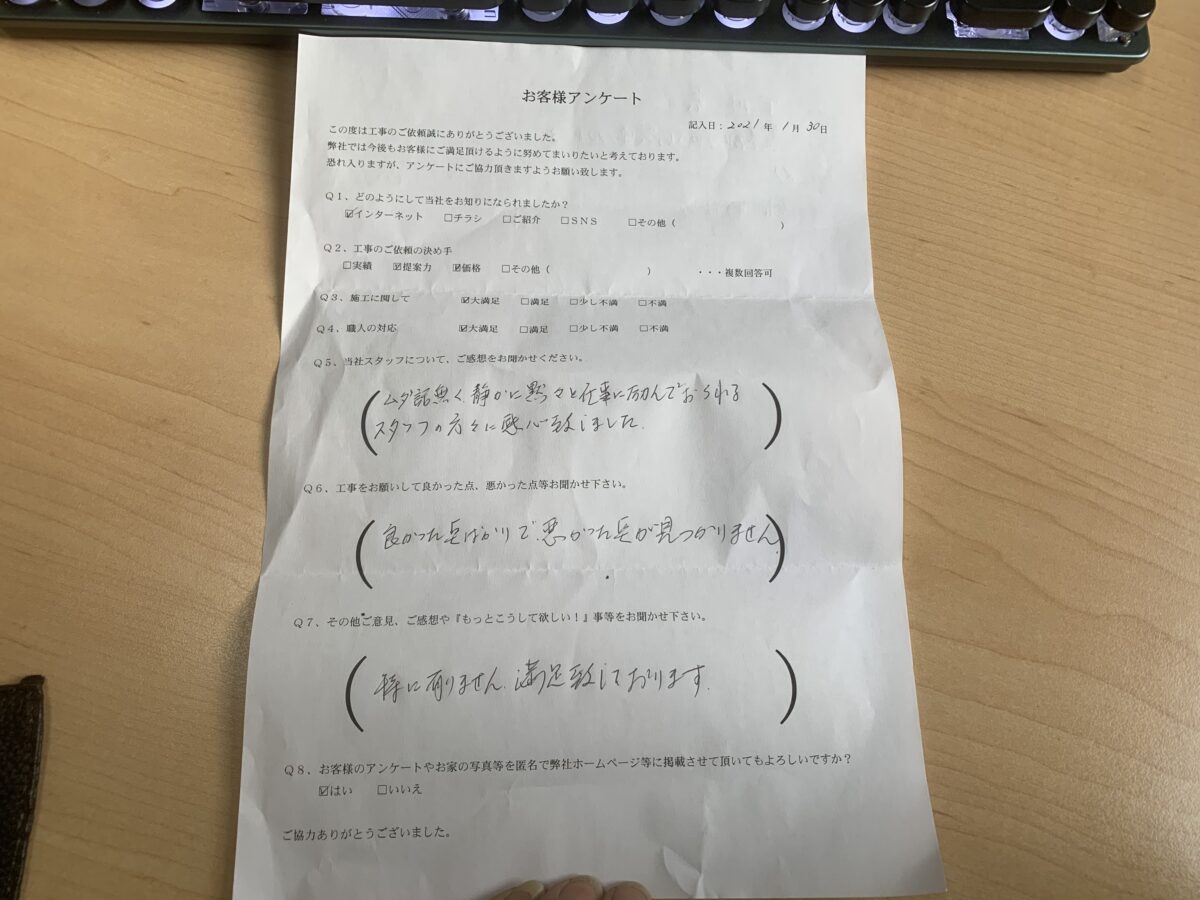 お客様アンケート
記入日：2021年 1月 30日
この度は工事のご依頼誠にありがとうございました。
弊社では今後もお客様にご満足頂けるように努めてまいりたいと考えております。
恐れ入りますが、アンケートにご協力頂きますようお願い致します。
Q1、どのようにして当社をお知りになられましたか？
☑インターネット □チラシ □ご紹介 □SNS □その他（ ）
Q2、工事のご依頼の決め手
□実績 ☑提案力 ☑価格 □その他（ ） ・・・複数回答可
Q3、施工に関して ☑大満足 □満足 □少し不満 □不満
Q4、職人の対応 ☑大満足 □満足 □少し不満 □不満
Q5、当社スタッフについて、ご感想をお聞かせください。
ムダ話無く、静かに黙々と仕事に励んでおられる
スタッフの方々に感心致しました。
Q6、工事をお願いして良かった点、悪かった点等お聞かせ下さい。
良かった点ばかりで、悪かった点が見つかりません。
Q7、その他ご意見、ご感想や『もっとこうして欲しい！』事等をお聞かせ下さい。
特に有りません。満足致しております。
Q8、お客様のアンケートやお家の写真等を匿名で弊社ホームページ等に掲載させて頂いてもよろしいですか？
☑はい □いいえ
ご協力ありがとうございました。